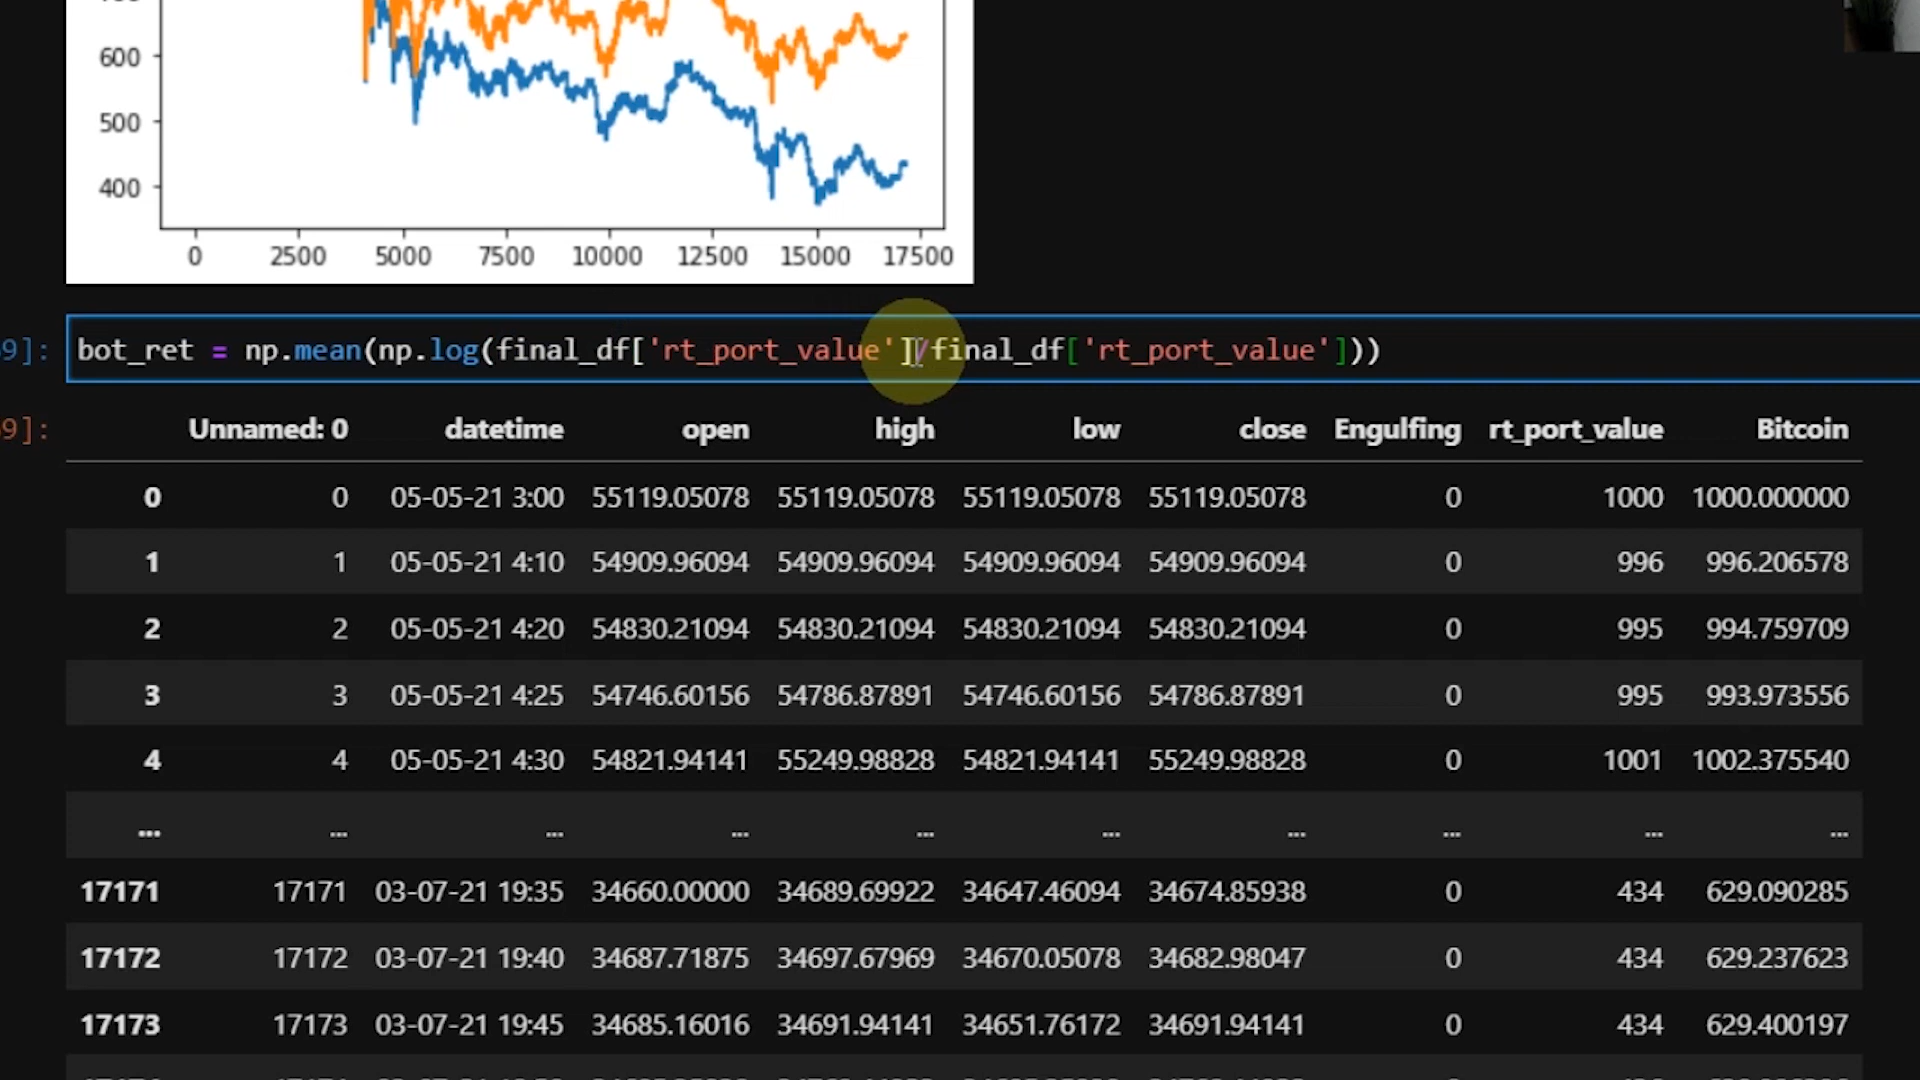 600
500
400
0 2500 5000 7500 10000 12500 15000 17500
9]: bot_ret = np.mean(np.log(final_df['rt_port_value']/final_df['rt_port_value']))
9]: Unnamed: 0 datetime open high low close Engulfing rt_port_value Bitcoin
0 0 05-05-21 3:00 55119.05078 55119.05078 55119.05078 55119.05078 0 1000 1000.000000
1 1 05-05-21 4:10 54909.96094 54909.96094 54909.96094 54909.96094 0 996 996.206578
2 2 05-05-21 4:20 54830.21094 54830.21094 54830.21094 54830.21094 0 995 994.759709
3 3 05-05-21 4:25 54746.60156 54786.87891 54746.60156 54786.87891 0 995 993.973556
4 4 05-05-21 4:30 54821.94141 55249.98828 54821.94141 55249.98828 0 1001 1002.375540
... ... ... ... ... ... ... ... ... ...
17171 17171 03-07-21 19:35 34660.00000 34689.69922 34647.46094 34674.85938 0 434 629.090285
17172 17172 03-07-21 19:40 34687.71875 34697.67969 34670.05078 34682.98047 0 434 629.237623
17173 17173 03-07-21 19:45 34685.16016 34691.94141 34651.76172 34691.94141 0 434 629.400197